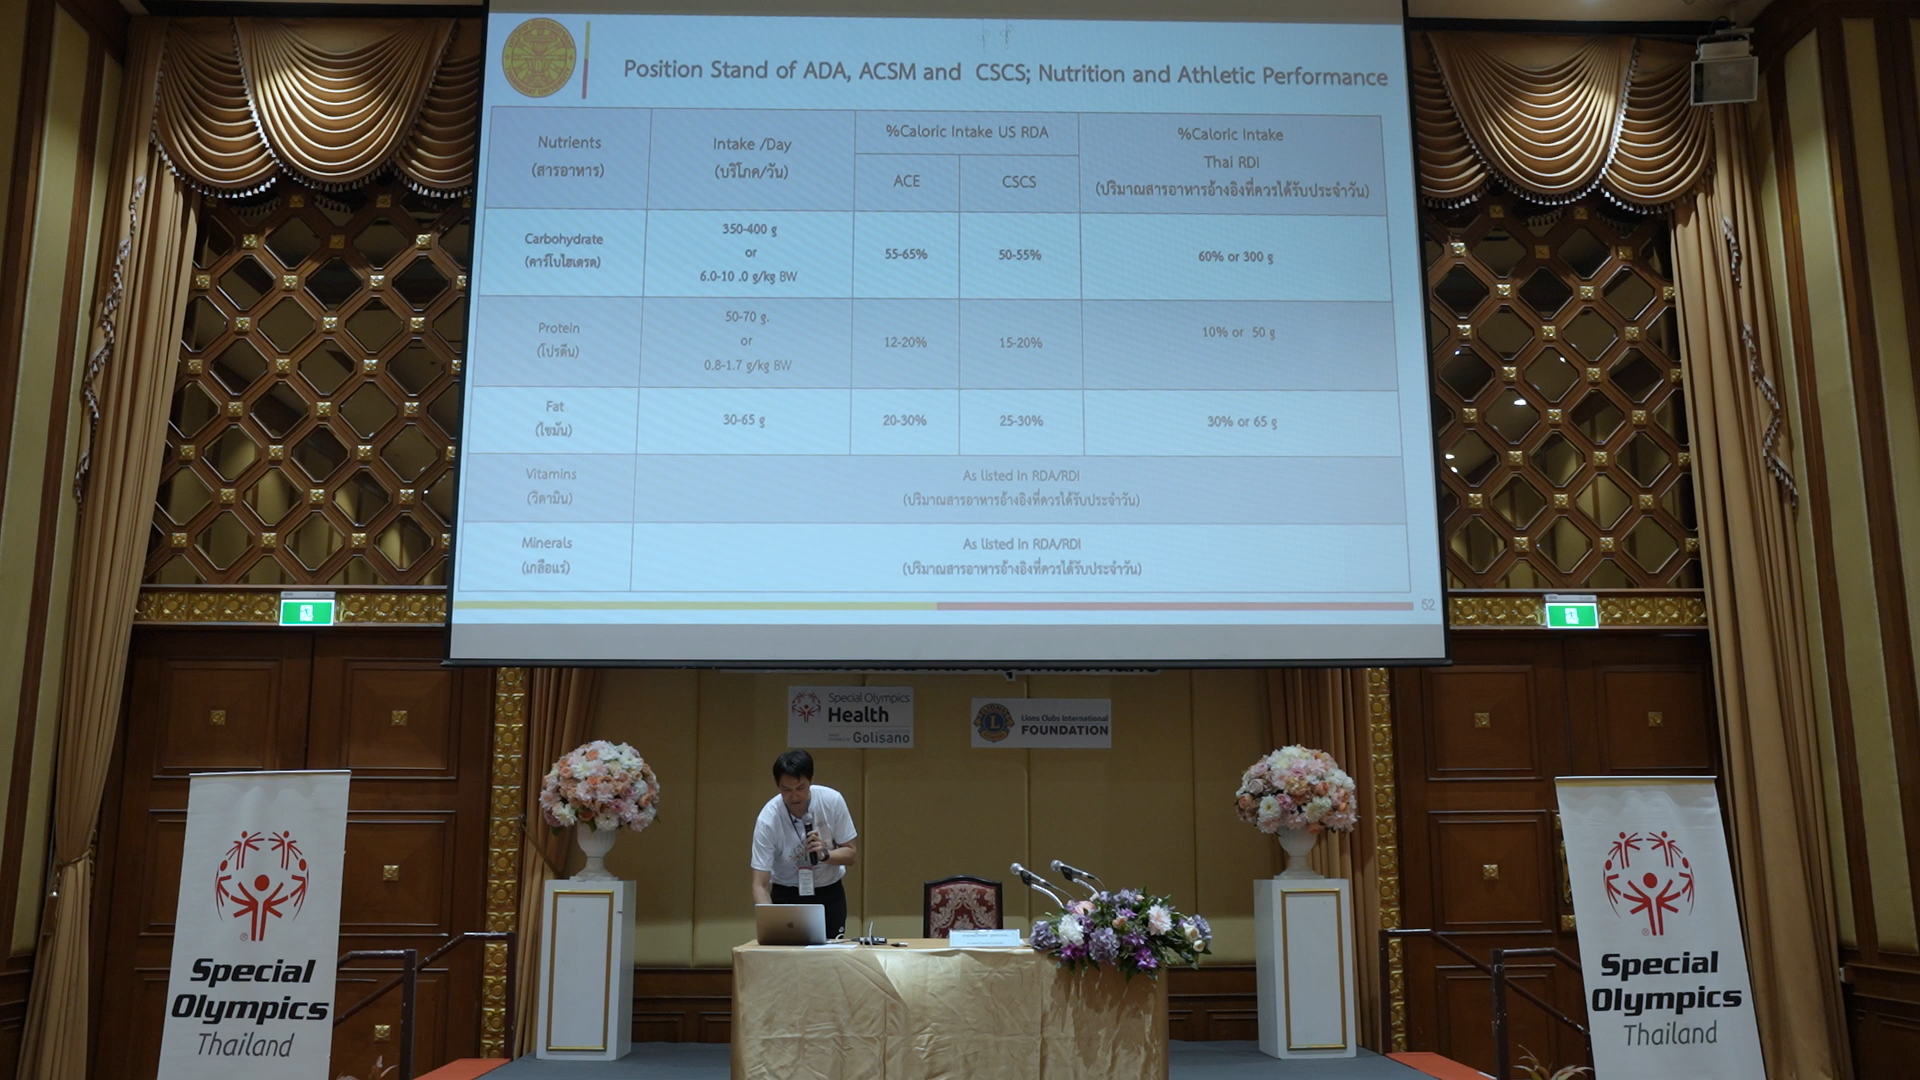 Position Stand of ADA, ACSM and CSCS; Nutrition and Athletic Performance
Nutrients
(สารอาหาร)
Intake /Day
(บริโภค/วัน)
%Caloric Intake US RDA
ACE
CSCS
%Caloric Intake
Thai RDI
(ปริมาณสารอาหารอ้างอิงที่ควรได้รับประจำวัน)
Carbohydrate
(คาร์โบไฮเดรต)
350-400 g
or
6.0-10 .0 g/kg BW
55-65%
50-55%
60% or 300 g
Protein
(โปรตีน)
50-70 g.
or
0.8-1.7 g/kg BW
12-20%
15-20%
10% or 50 g
Fat
(ไขมัน)
30-65 g
20-30%
25-30%
30% or 65 g
Vitamins
(วิตามิน)
As listed in RDA/RDI
(ปริมาณสารอาหารอ้างอิงที่ควรได้รับประจำวัน)
Minerals
(เกลือแร่)
As listed in RDA/RDI
(ปริมาณสารอาหารอ้างอิงที่ควรได้รับประจำวัน)
52
Special Olympics
Health
Golisano
Lions Clubs International
FOUNDATION
Special
Olympics
Thailand
Special
Olympics
Thailand